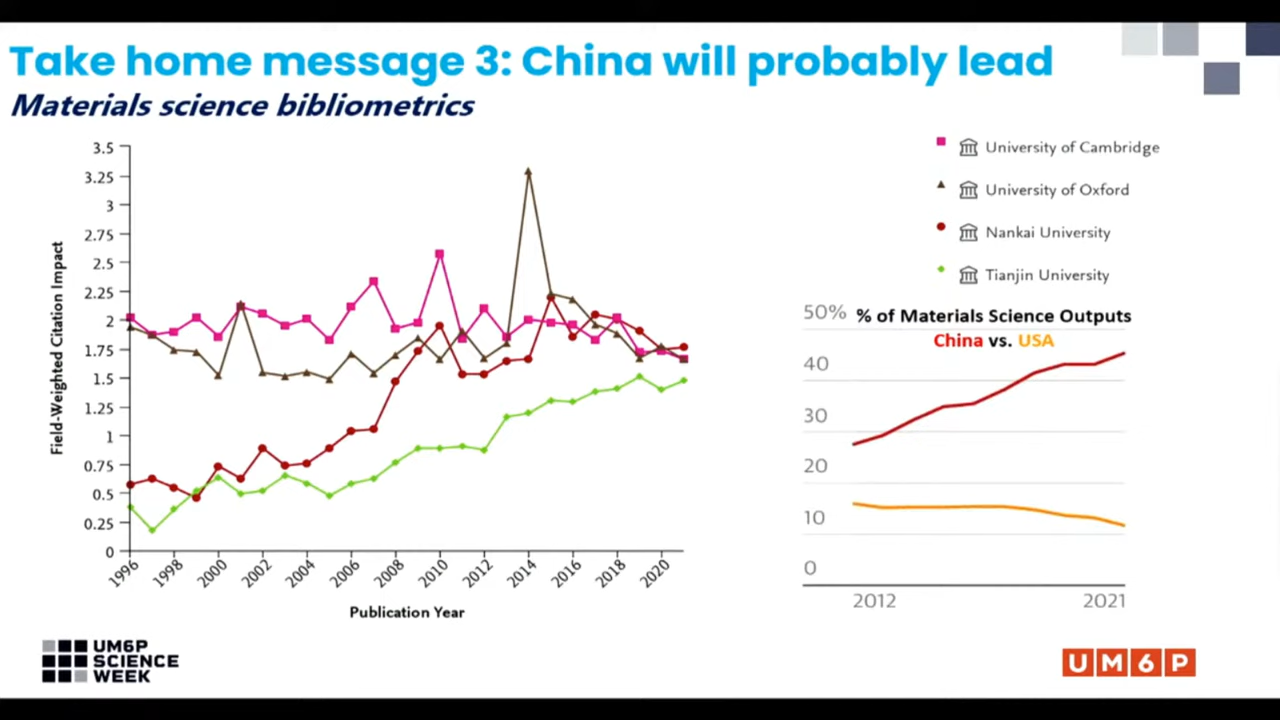 Take home message 3: China will probably lead
Materials science bibliometrics
3.5
3.25
3
2.75
2.5
2.25
2
1.75
1.5
1.25
1
0.75
0.5
0.25
0
Field-Weighted Citation Impact
1996
1998
2000
2002
2004
2006
2008
2010
2012
2014
2016
2018
2020
Publication Year
University of Cambridge
University of Oxford
Nankai University
Tianjin University
50% % of Materials Science Outputs
China vs. USA
40
30
20
10
0
2012 2021
UM6P
SCIENCE
WEEK
UM6P